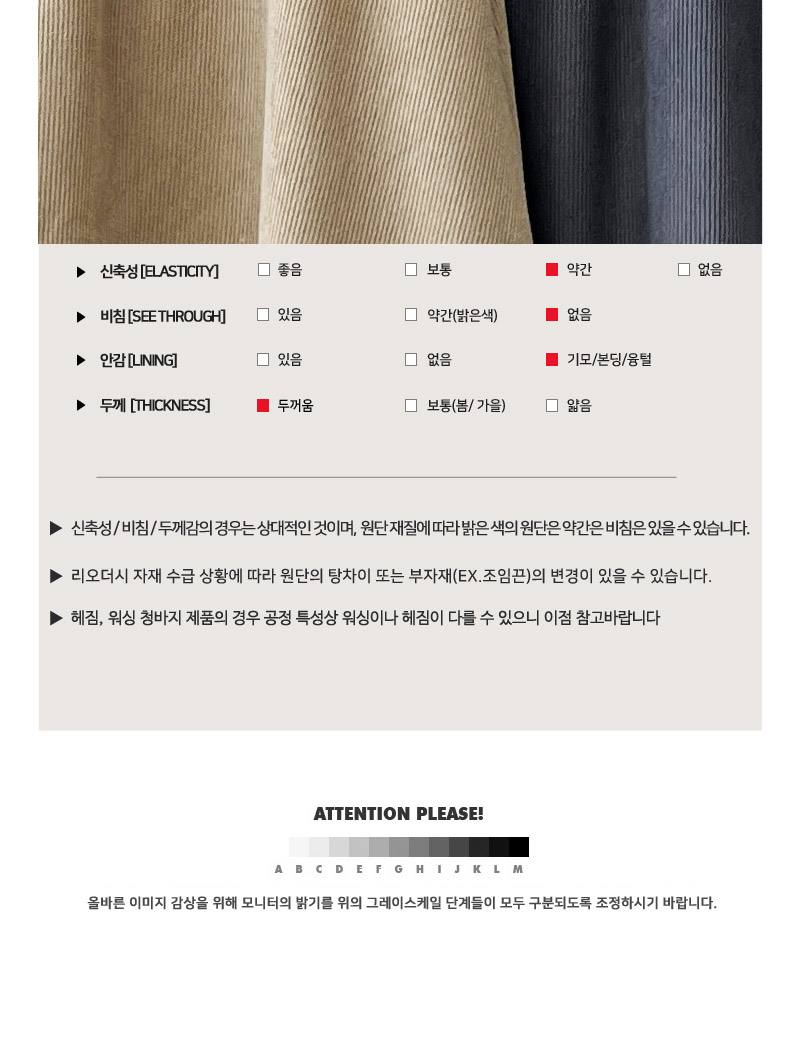 ▶ 신축성 [ELASTICITY] □ 좋음 □ 보통 ■ 약간 □ 없음
▶ 비침 [SEE THROUGH] □ 있음 □ 약간(밝은색) ■ 없음
▶ 안감 [LINING] □ 있음 □ 없음 ■ 기모/본딩/융털
▶ 두께 [THICKNESS] ■ 두꺼움 □ 보통(봄/ 가을) □ 얇음
▶ 신축성 / 비침 / 두께감의 경우는 상대적인 것이며, 원단 재질에 따라 밝은 색의 원단은 약간은 비침은 있을 수 있습니다.
▶ 리오더시 자재 수급 상황에 따라 원단의 탕차이 또는 부자재(EX.조임끈)의 변경이 있을 수 있습니다.
▶ 헤짐, 워싱 청바지 제품의 경우 공정 특성상 워싱이나 헤짐이 다를 수 있으니 이점 참고바랍니다
ATTENTION PLEASE!
A B C D E F G H I J K L M
올바른 이미지 감상을 위해 모니터의 밝기를 위의 그레이스케일 단계들이 모두 구분되도록 조정하시기 바랍니다.